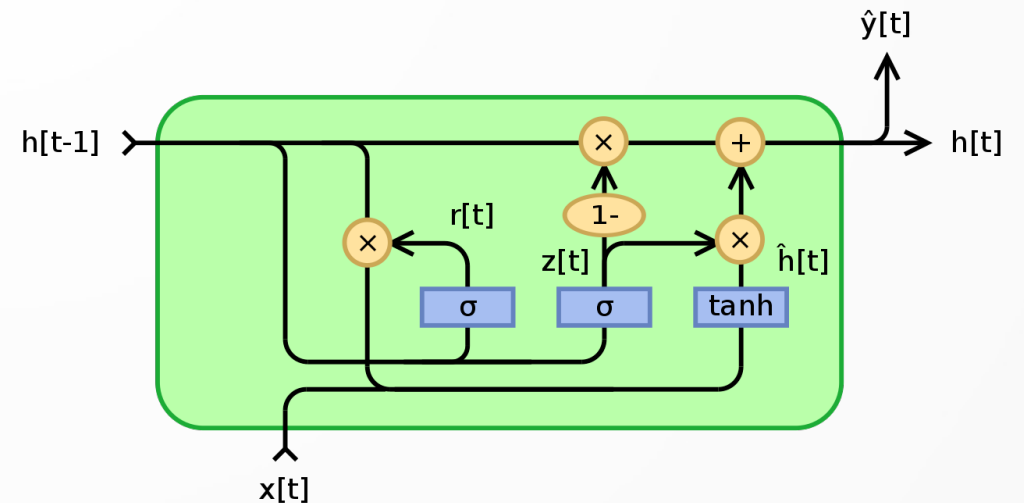 ŷ[t]
h[t-1]
×
+
h[t]
r[t]
1-
×
×
z[t]
ĥ[t]
σ
σ
tanh
x[t]